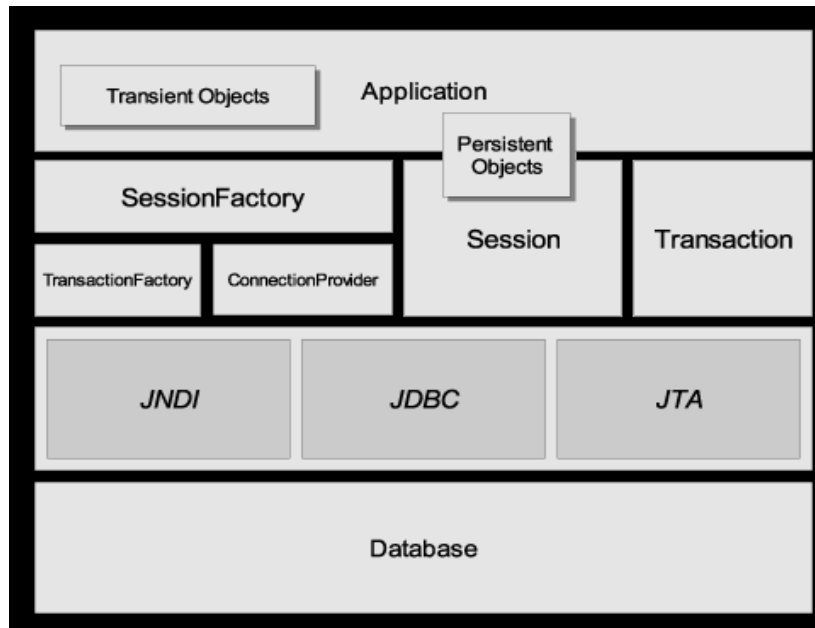 Transient Objects
Application
Persistent
Objects
SessionFactory
Session
Transaction
TransactionFactory
ConnectionProvider
JNDI
JDBC
JTA
Database